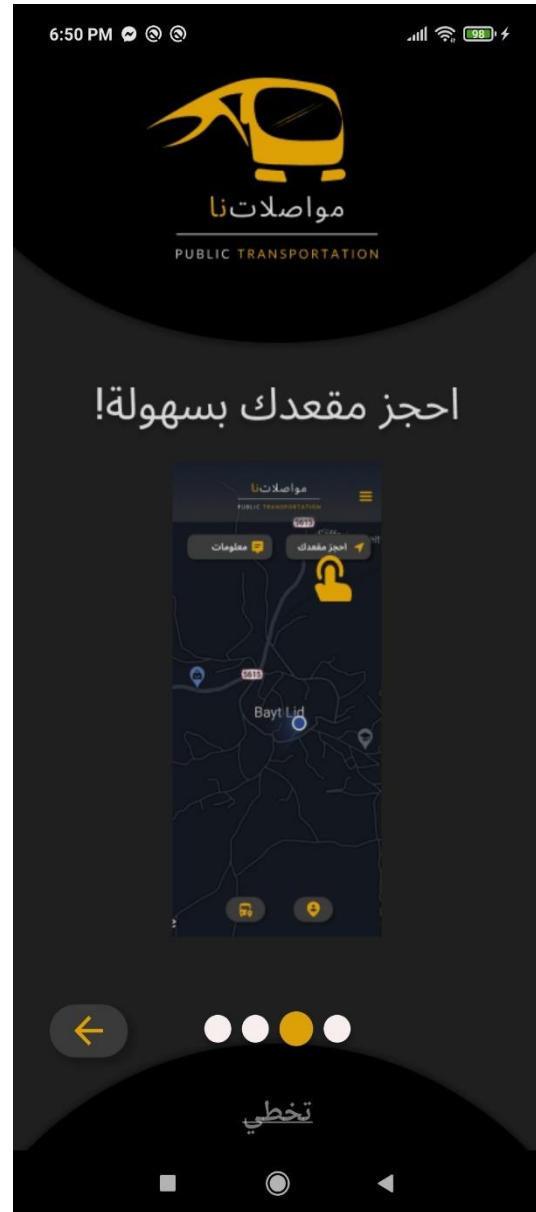 6:50 PM
98
مواصلاتنا
PUBLIC TRANSPORTATION
احجز مقعدك بسهولة!
مواصلاتنا
PUBLIC TRANSPORTATION
5615
احجز مقعدك
معلومات
5615
Bayt Lid
تخطي